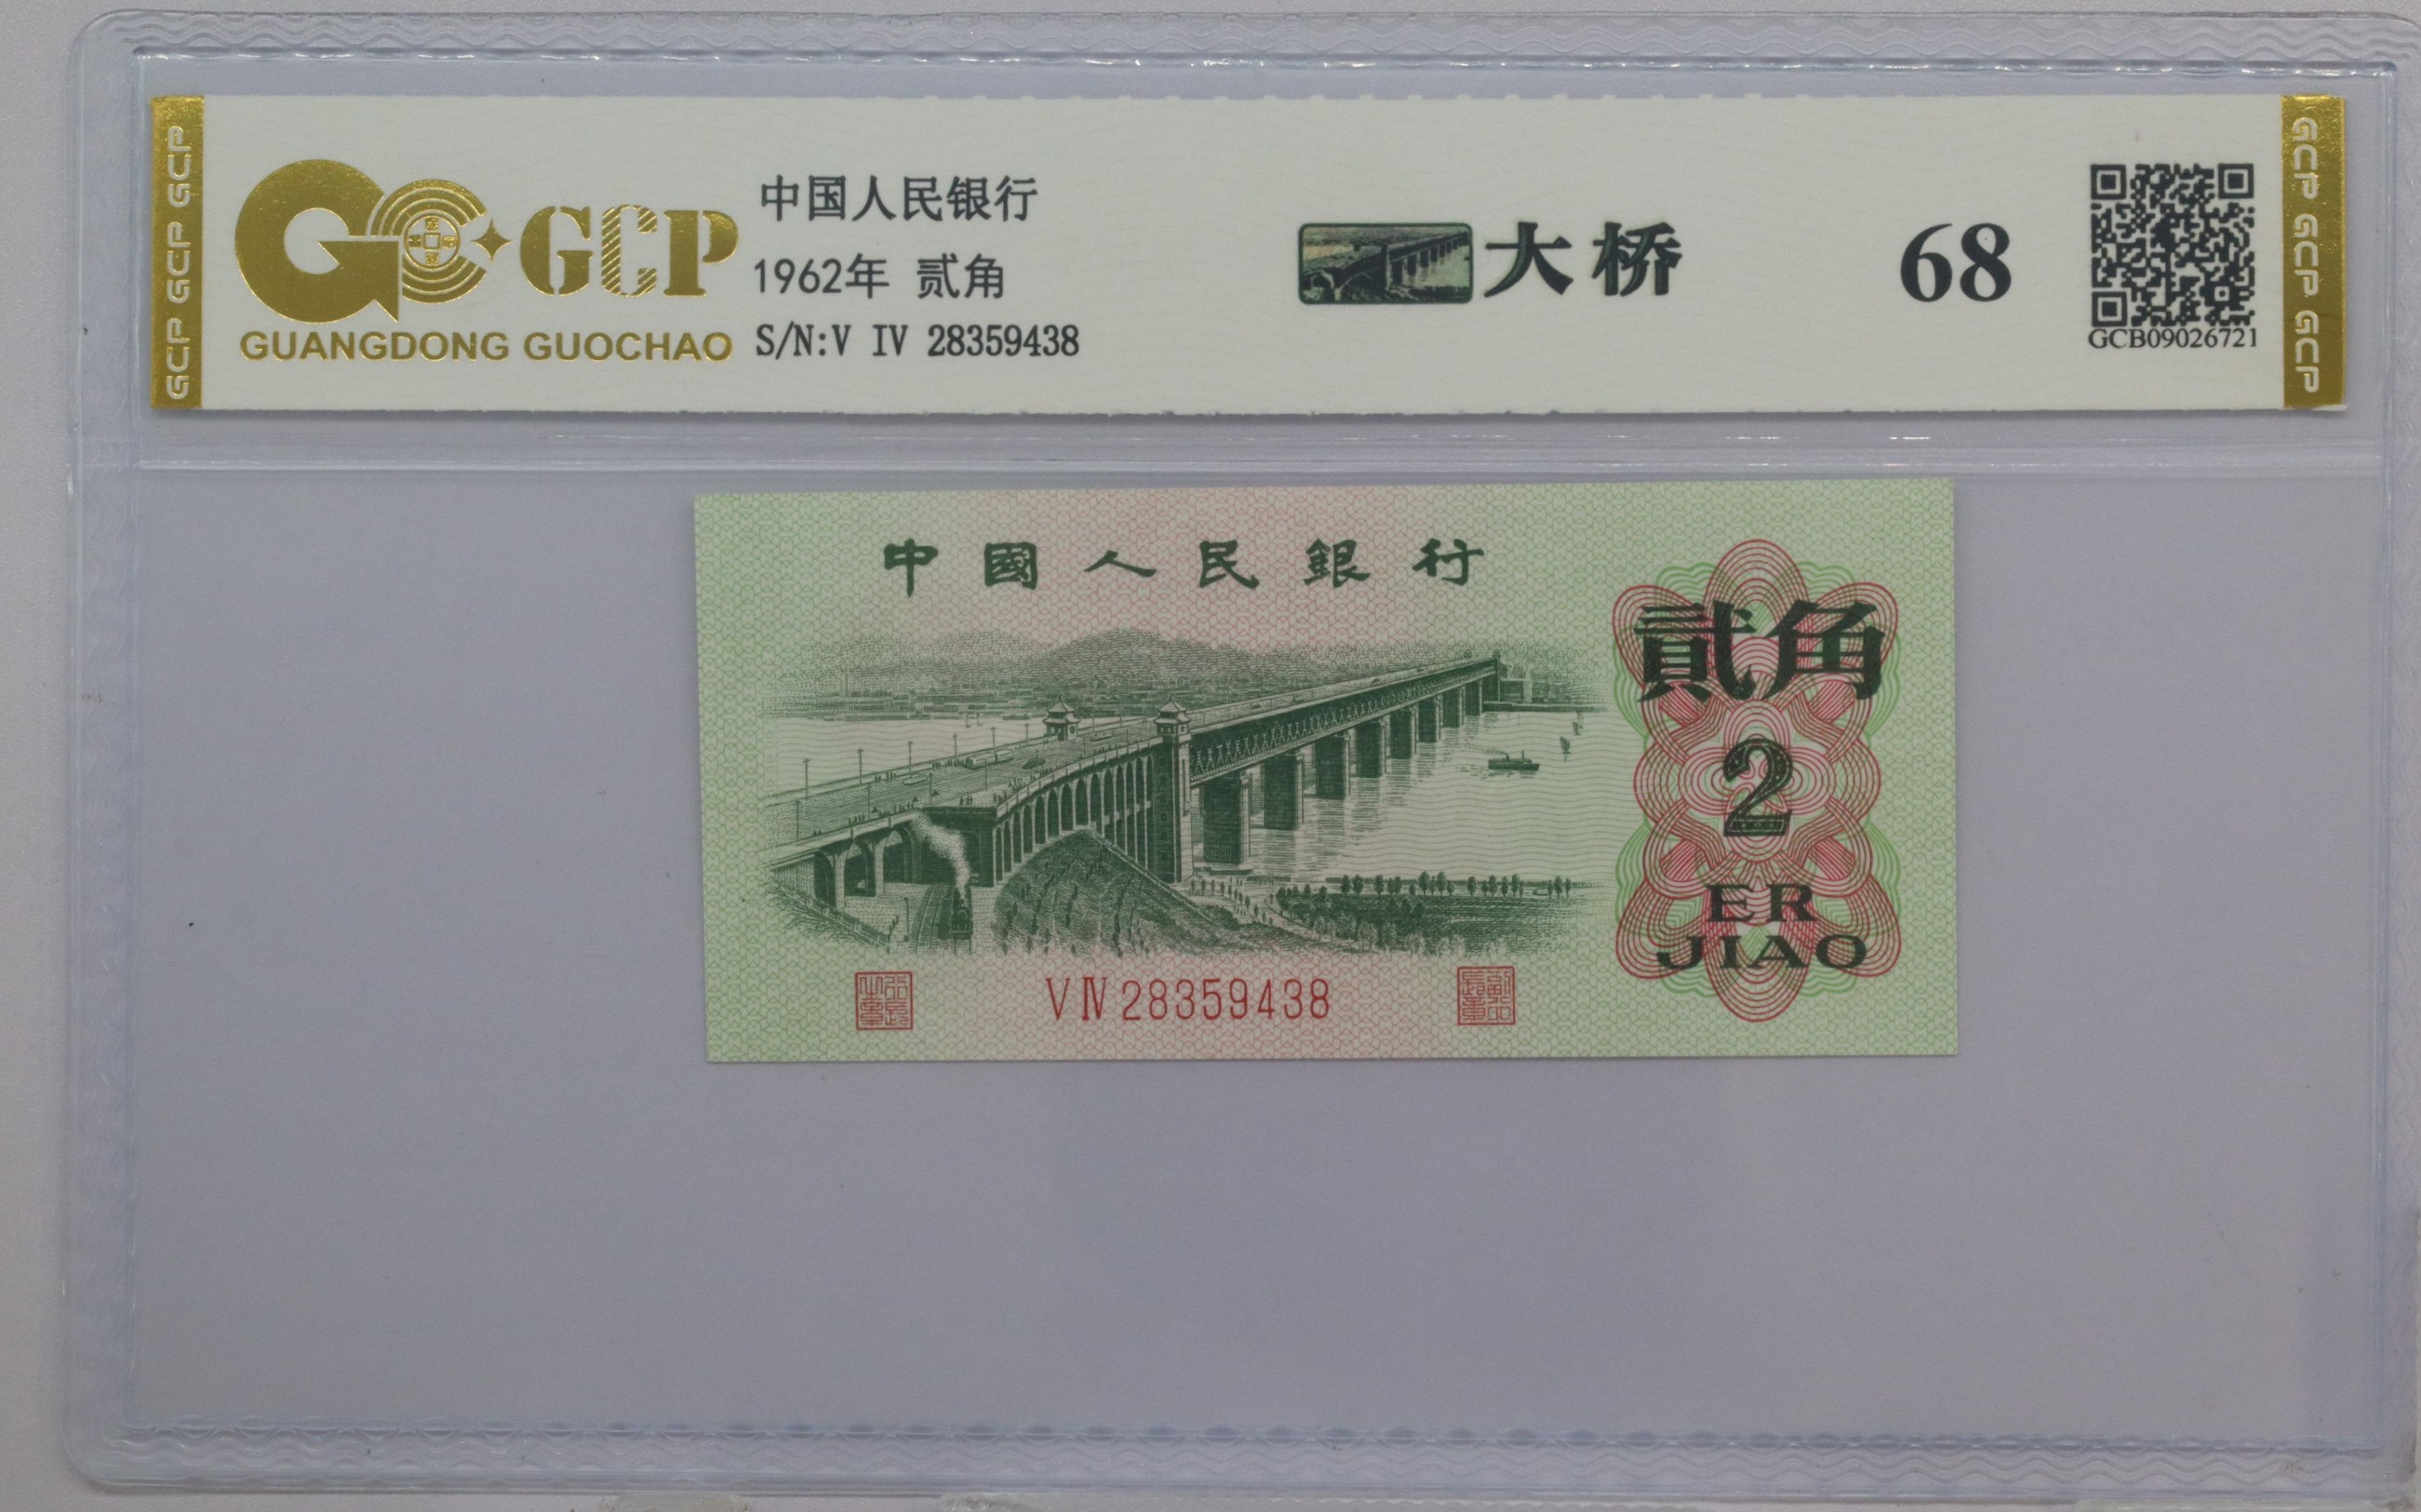 GCP GCP GCP
GCP
GUANGDONG GUOCHAO
中国人民银行
1962年 贰角
S/N:V IV 28359438
大桥
68
GCB09026721
GCP GCP GCP
中國人民銀行
貳角
2
ER
JIAO
V IV 28359438